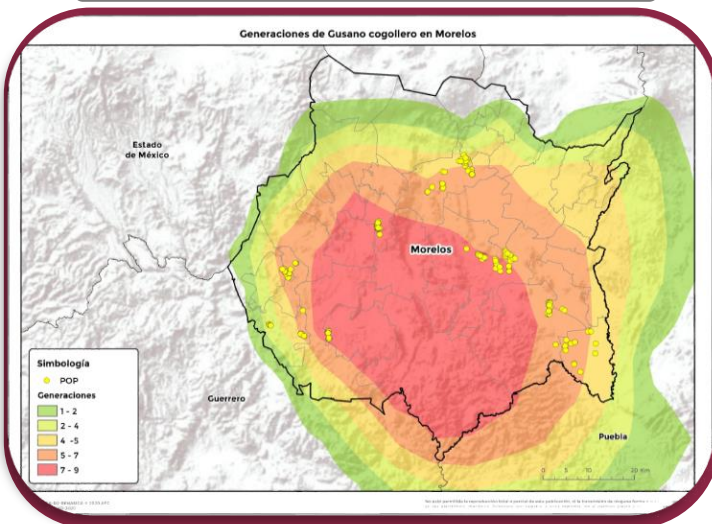 Generaciones de Gusano cogollero en Morelos
Estado
de México
Morelos
Guerrero
Puebla
Simbología
POP
Generaciones
1 - 2
2 - 4
4 -5
5 - 7
7 - 9
0 5 10 20